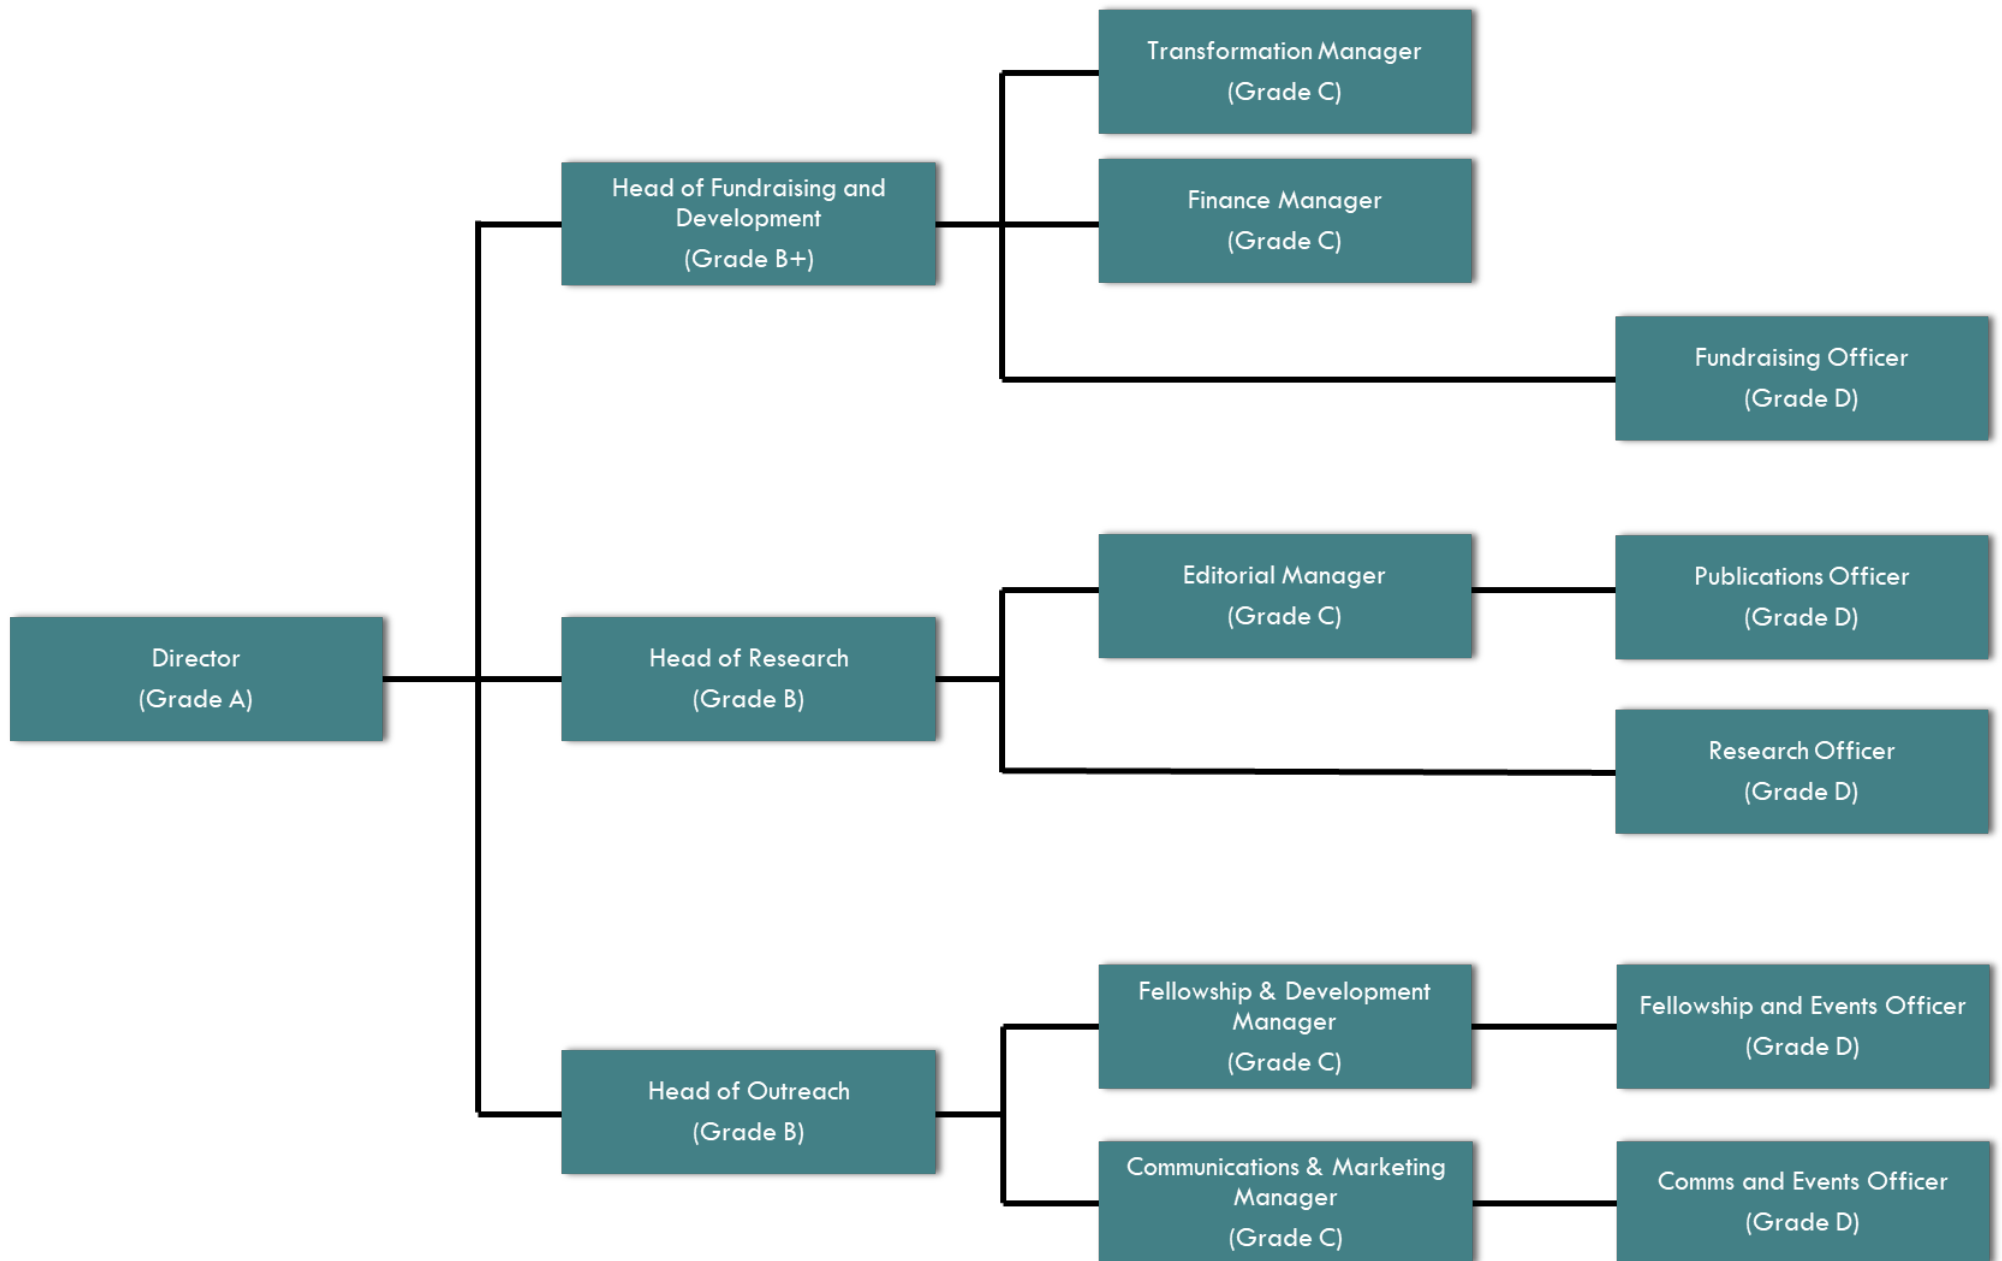 Transformation Manager
(Grade C)
Head of Fundraising and
Development
(Grade B+)
Finance Manager
(Grade C)
Fundraising Officer
(Grade D)
Editorial Manager
(Grade C)
Publications Officer
(Grade D)
Director
(Grade A)
Head of Research
(Grade B)
Research Officer
(Grade D)
Fellowship & Development
Manager
(Grade C)
Fellowship and Events Officer
(Grade D)
Head of Outreach
(Grade B)
Communications & Marketing
Manager
(Grade C)
Comms and Events Officer
(Grade D)